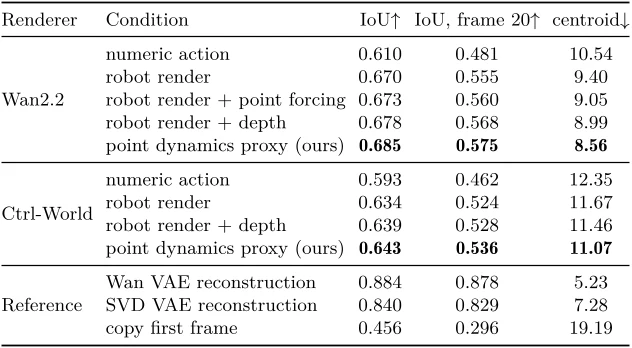 Renderer Condition IoU↑ IoU, frame 20↑ centroid↓
numeric action 0.610 0.481 10.54
robot render 0.670 0.555 9.40
Wan2.2 robot render + point forcing 0.673 0.560 9.05
robot render + depth 0.678 0.568 8.99
point dynamics proxy (ours) 0.685 0.575 8.56
numeric action 0.593 0.462 12.35
robot render 0.634 0.524 11.67
Ctrl-World
robot render + depth 0.639 0.528 11.46
point dynamics proxy (ours) 0.643 0.536 11.07
Wan VAE reconstruction 0.884 0.878 5.23
Reference SVD VAE reconstruction 0.840 0.829 7.28
copy first frame 0.456 0.296 19.19